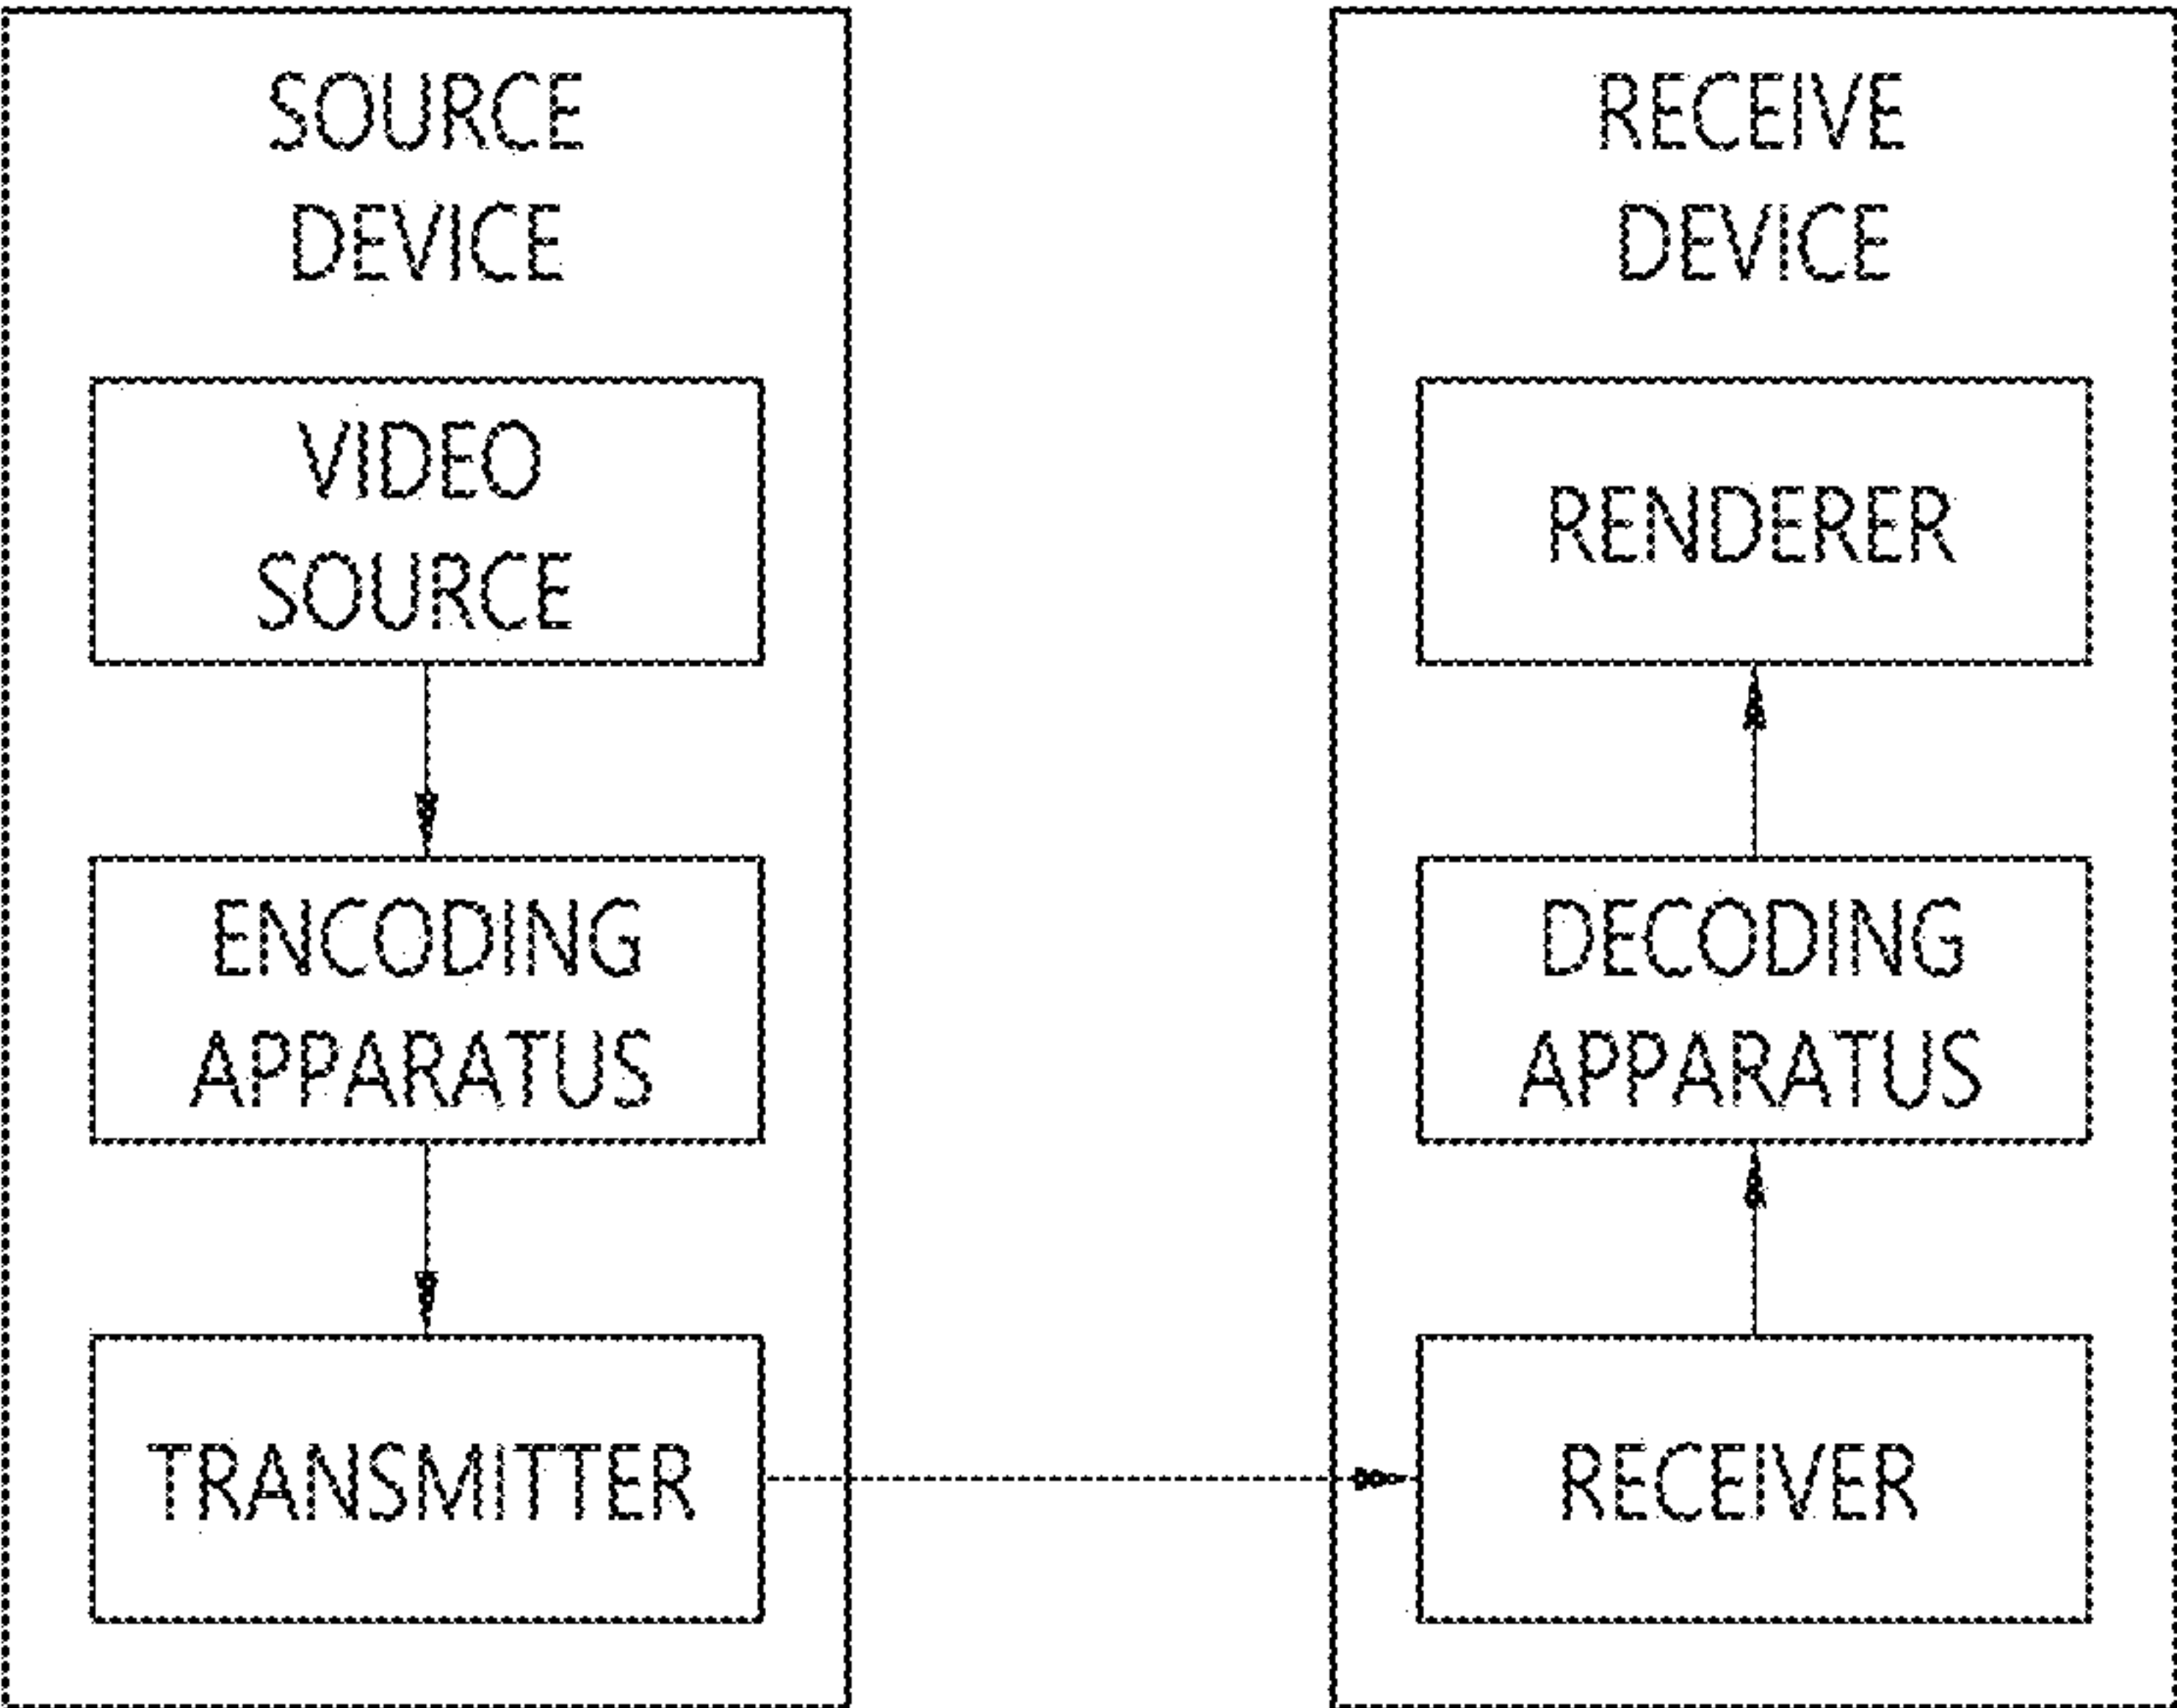 SOURCE
DEVICE
VIDEO
SOURCE
ENCODING
APPARATUS
TRANSMITTER
RECEIVE
DEVICE
RENDERER
DECODING
APPARATUS
RECEIVER